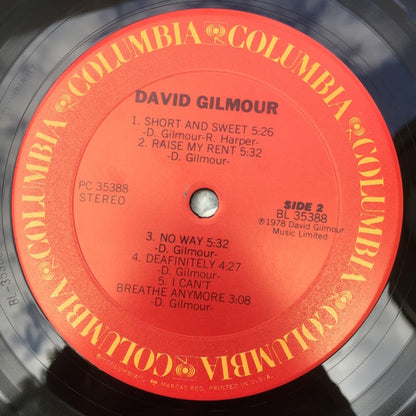 COLUMBIA COLUMBIA COLUMBIA COLUMBIA COLUMBIA COLUMBIA
DAVID GILMOUR
1. SHORT AND SWEET 5:26
-D. Gilmour-R. Harper-
2. RAISE MY RENT 5:32
-D. Gilmour-
PC 35388
STEREO
SIDE 2
BL 35388
℗1978 David Gilmour
Music Limited
3. NO WAY 5:32
-D. Gilmour-
4. DEAFINITELY 4:27
-D. Gilmour-
5. I CAN'T
BREATHE ANYMORE 3:08
-D. Gilmour-
MARCAS REG. PRINTED IN U.S.A.